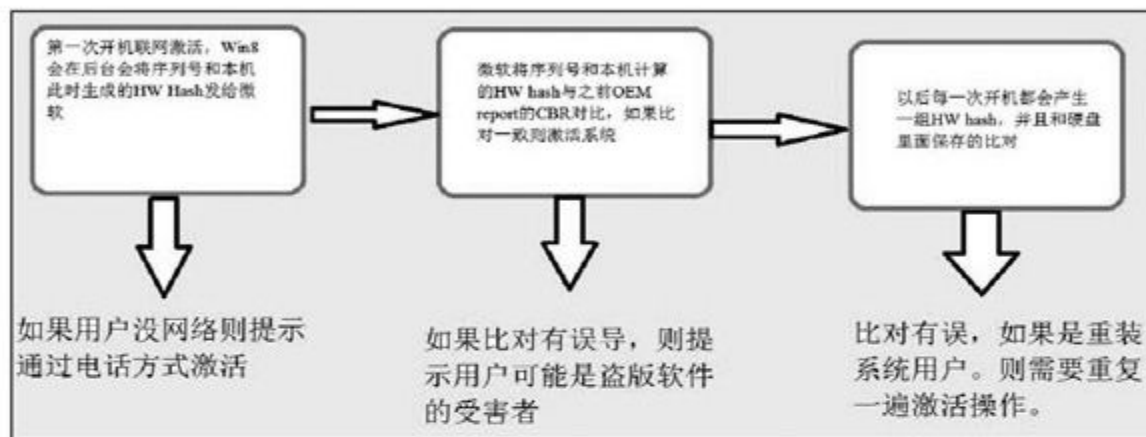 第一次开机联网激活，Win8
会在后台会将序列号和本机
此时生成的HW Hash发给微
软
微软将序列号和本机计算
的HW hash与之前OEM
report的CBR对比，如果比
对一致则激活系统
以后每一次开机都会产生
一组HW hash，并且和硬盘
里面保存的比对
如果用户没网络则提示
通过电话方式激活
如果比对有误导，则提
示用户可能是盗版软件
的受害者
比对有误，如果是重装
系统用户。则需要重复
一遍激活操作。